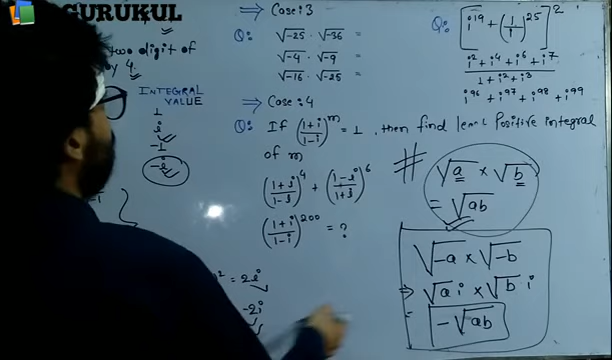 GURUKUL
two digit of
by 4.
INTEGRAL
VALUE
1
i
-1
-i
= 2i
-2i
⇒ Case:3
Q: √-25 . √-36 =
√-4 . √-9 =
√-16 . √-25 =
⇒ Case:4
Q: If ((1+i)/(1-i))^m = 1, then find least Positive integral
of m
((1+i)/(1-i))^4 + ((1-i)/(1+i))^6
((1+i)/(1-i))^200 = ?
Q: [i^19 + (1/i)^25]^2
(i^2 + i^4 + i^6 + i^7)/(1 + i^2 + i^3)
i^96 + i^97 + i^98 + i^99
# √a × √b
= √ab
√-a × √-b
⇒ √a i × √b i
= -√ab